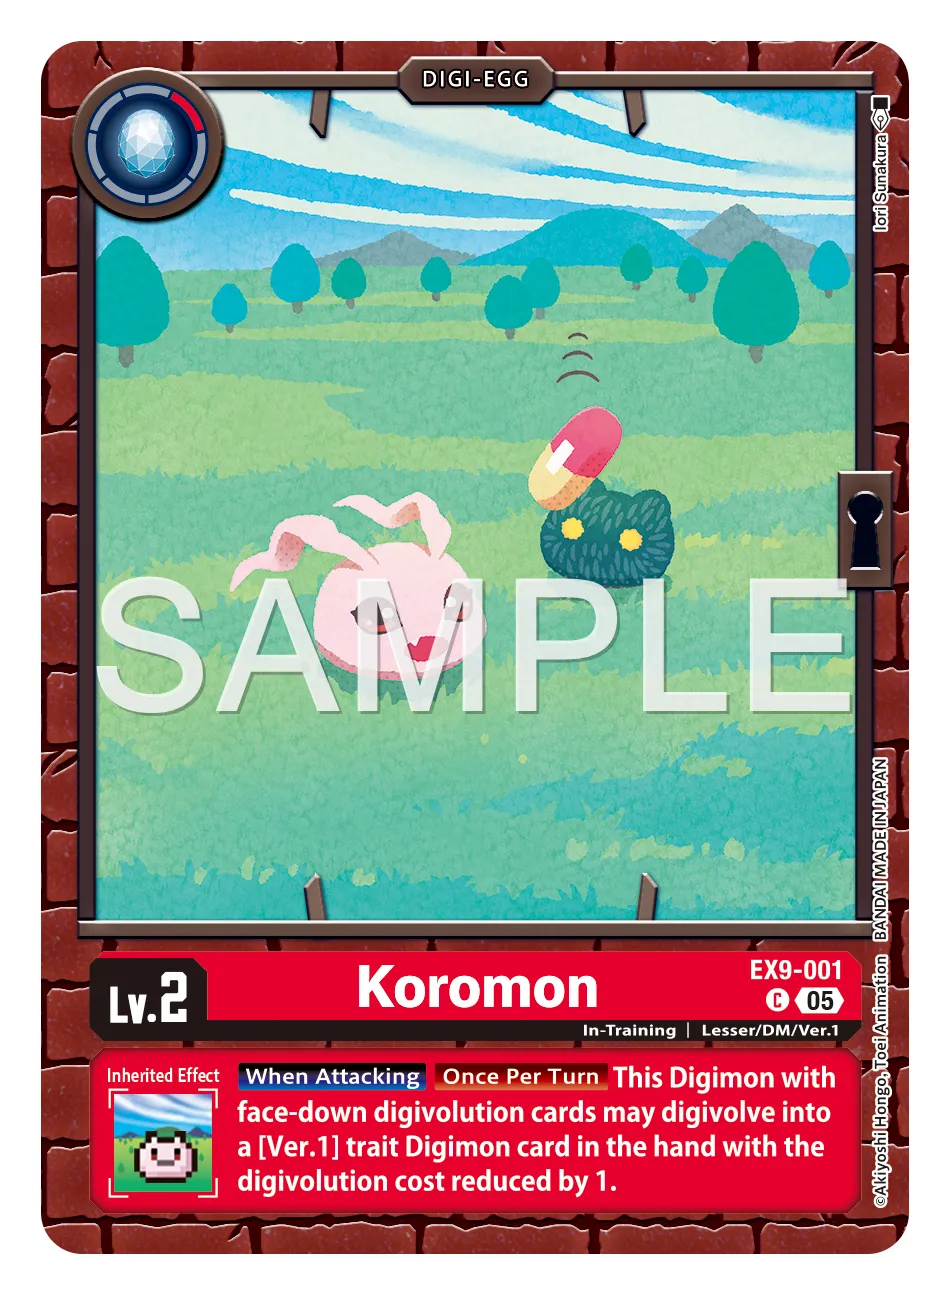 DIGI-EGG
Iori Sunakura
SAMPLE
BANDAI MADE IN JAPAN
©Akiyoshi Hongo, Toei Animation
Lv.2
Koromon
EX9-001
C 05
In-Training | Lesser/DM/Ver.1
Inherited Effect
When Attacking Once Per Turn This Digimon with
face-down digivolution cards may digivolve into
a [Ver.1] trait Digimon card in the hand with the
digivolution cost reduced by 1.